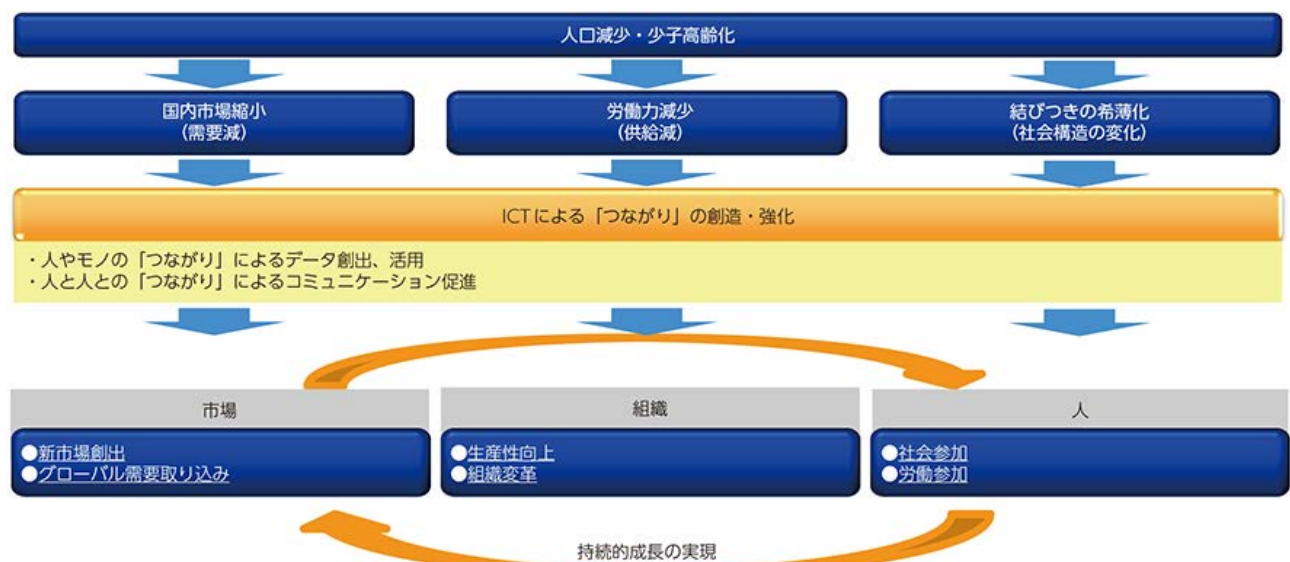 人口減少・少子高齢化
国内市場縮小
(需要減)
労働力減少
(供給減)
結びつきの希薄化
(社会構造の変化)
ICTによる「つながり」の創造・強化
・人やモノの「つながり」によるデータ創出、活用
・人と人との「つながり」によるコミュニケーション促進
市場
●新市場創出
●グローバル需要取り込み
組織
●生産性向上
●組織変革
人
●社会参加
●労働参加
持続的成長の実現